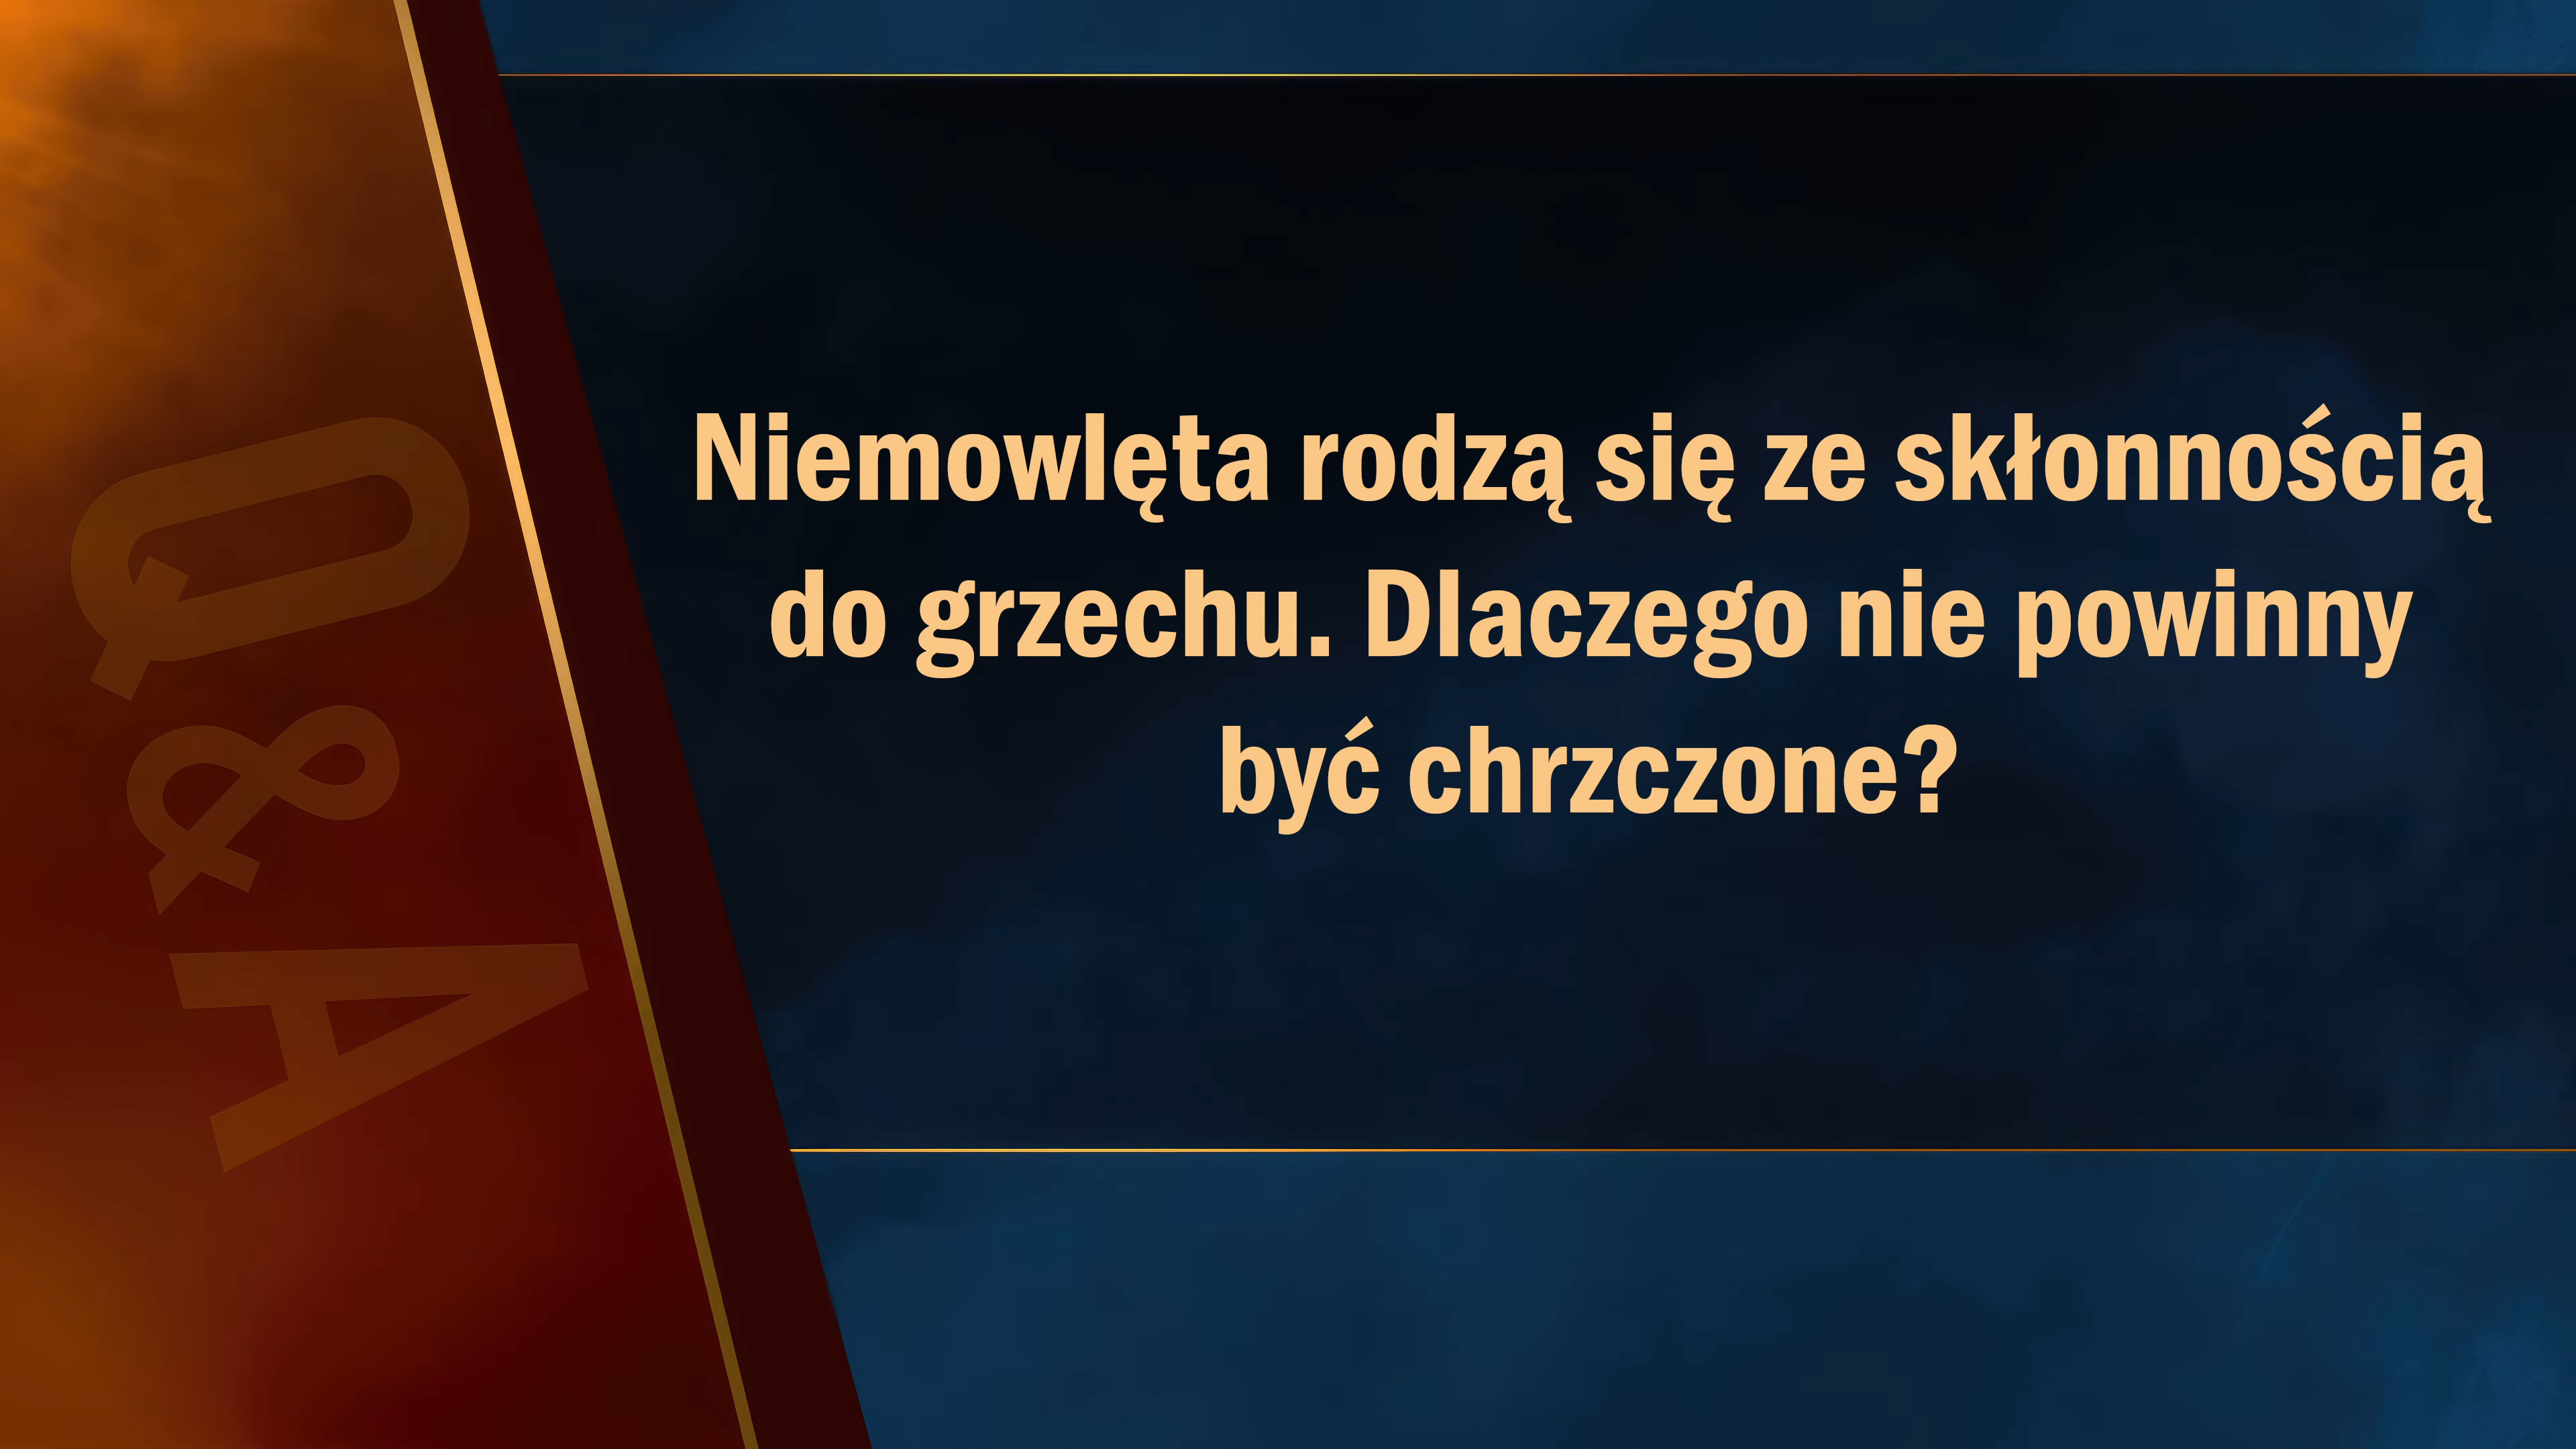 Q & A
Niemowlęta rodzą się ze skłonnością
do grzechu. Dlaczego nie powinny
być chrzczone?